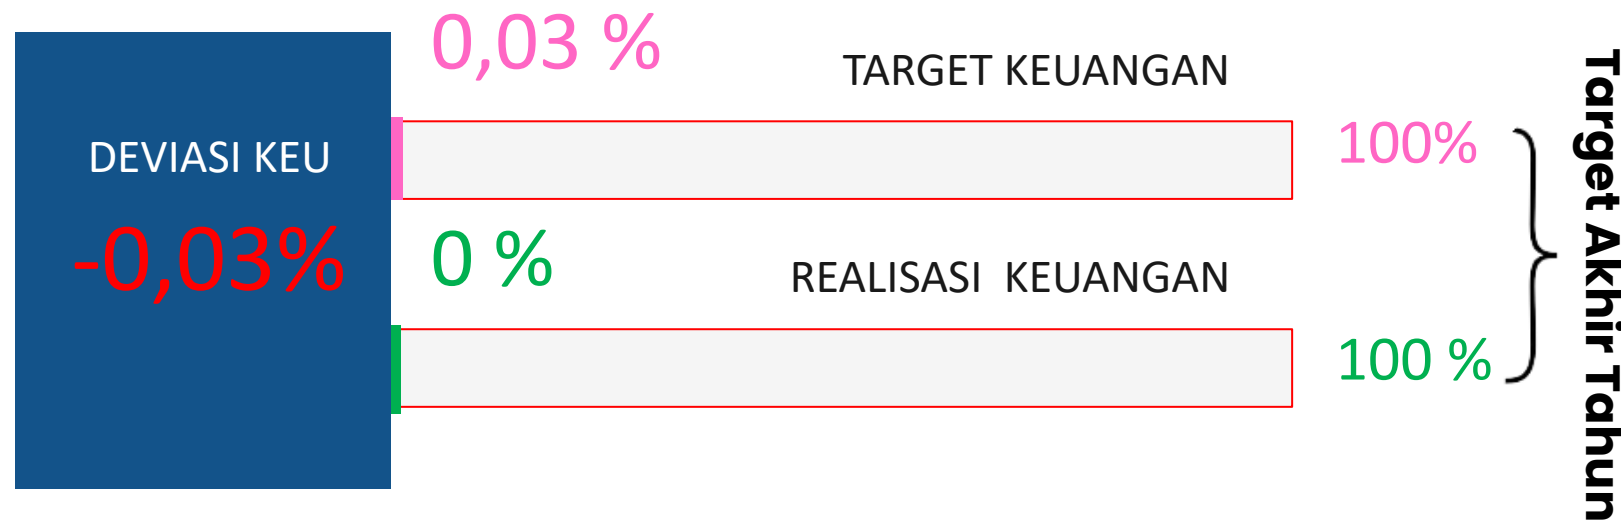 DEVIASI KEU
-0,03%
0,03 %
TARGET KEUANGAN
100%
0 %
REALISASI  KEUANGAN
100 %
Target Akhir Tahun